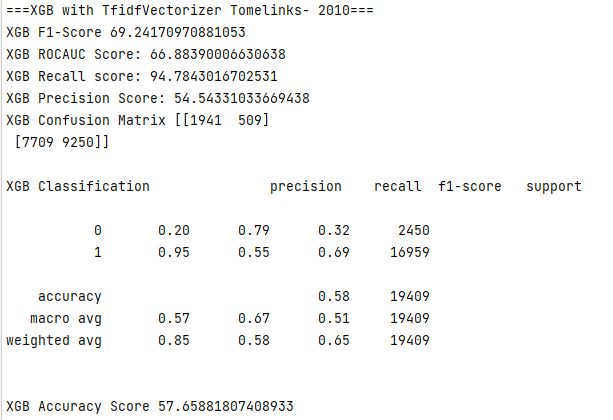 ===XGB with TfidfVectorizer Tomelinks- 2010===
XGB F1-Score 69.24170970881053
XGB ROCAUC Score: 66.88390006630638
XGB Recall score: 94.7843016702531
XGB Precision Score: 54.54331033669438
XGB Confusion Matrix [[1941  509]
 [7709 9250]]
XGB Classification               precision    recall  f1-score   support
           0       0.20      0.79      0.32      2450
           1       0.95      0.55      0.69     16959
    accuracy                           0.58     19409
   macro avg       0.57      0.67      0.51     19409
weighted avg       0.85      0.58      0.65     19409
XGB Accuracy Score 57.65881807408933